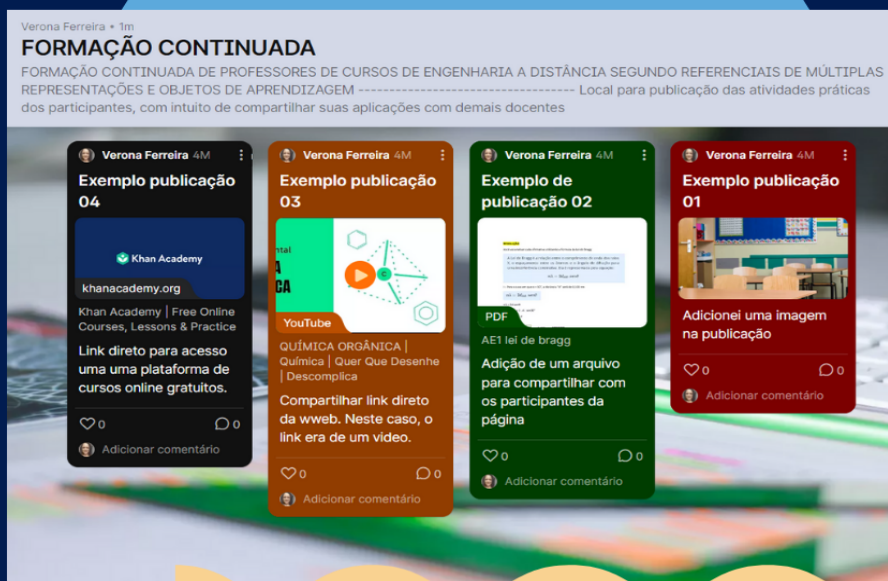 Verona Ferreira • 1m
FORMAÇÃO CONTINUADA
FORMAÇÃO CONTINUADA DE PROFESSORES DE CURSOS DE ENGENHARIA A DISTÂNCIA SEGUNDO REFERENCIAIS DE MÚLTIPLAS
REPRESENTAÇÕES E OBJETOS DE APRENDIZAGEM ---------------------------------- Local para publicação das atividades práticas
dos participantes, com intuito de compartilhar suas aplicações com demais docentes
Verona Ferreira 4M
Exemplo publicação
04
Khan Academy
khanacademy.org
Khan Academy | Free Online
Courses, Lessons & Practice
Link direto para acesso
uma uma plataforma de
cursos online gratuitos.
0 0
Adicionar comentário
Verona Ferreira 4M
Exemplo publicação
03
C
YouTube
QUÍMICA ORGÂNICA |
Química | Quer Que Desenhe
| Descomplica
Compartilhar link direto
da wweb. Neste caso, o
link era de um video.
0 0
Adicionar comentário
Verona Ferreira 4M
Exemplo de
publicação 02
PDF
AE1 lei de bragg
Adição de um arquivo
para compartilhar com
os participantes da
página
0 0
Adicionar comentário
Verona Ferreira 4M
Exemplo publicação
01
Adicionei uma imagem
na publicação
0 0
Adicionar comentário